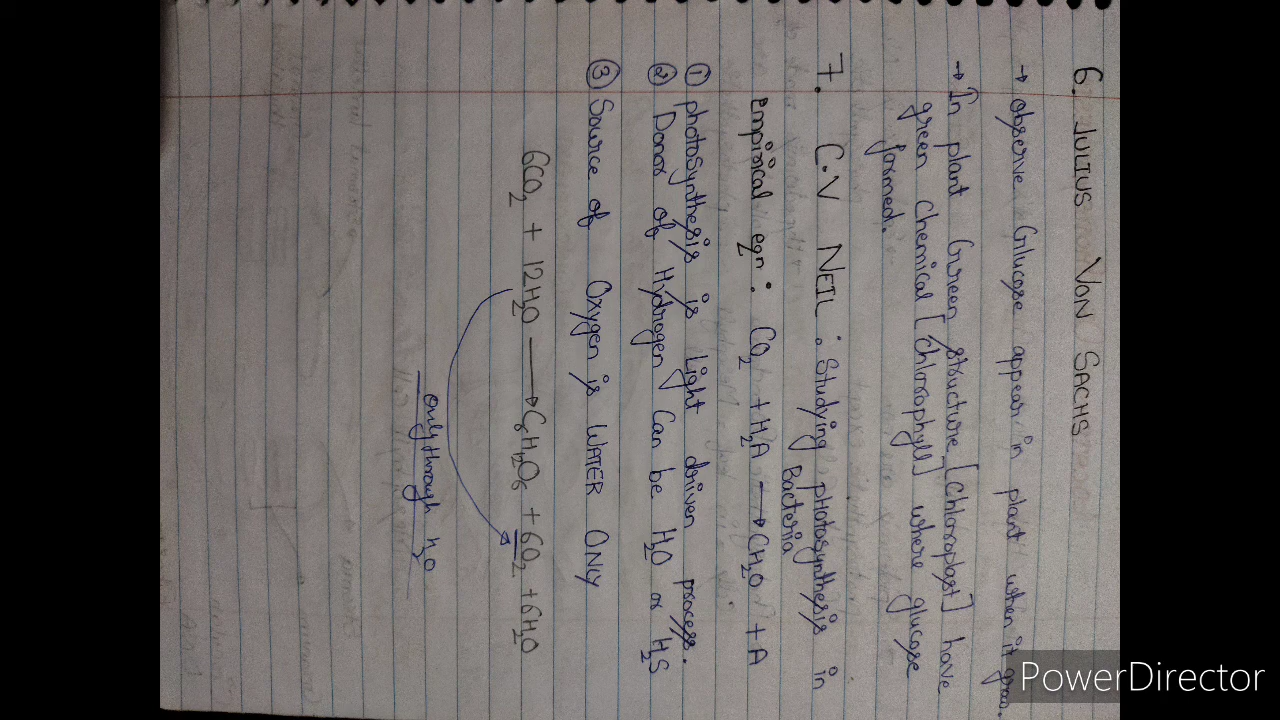 6. JULIUS VON SACHS
→ observe Glucose appear in plant when it grow.
→ In plant Green structure [Chloroplast] have
green chemical [chlorophyll] where glucose
formed.
7. C.V NEIL : Studying photosynthesis in
Bacteria
empirical eqn : CO2 + H2A → CH2O + A
① photosynthesis is Light driven process.
② Donor of Hydrogen Can be H2O or H2S
③ Source of Oxygen is WATER ONLY
6CO2 + 12H2O → C6H12O6 + 6O2 + 6H2O
only through H2O
PowerDirector